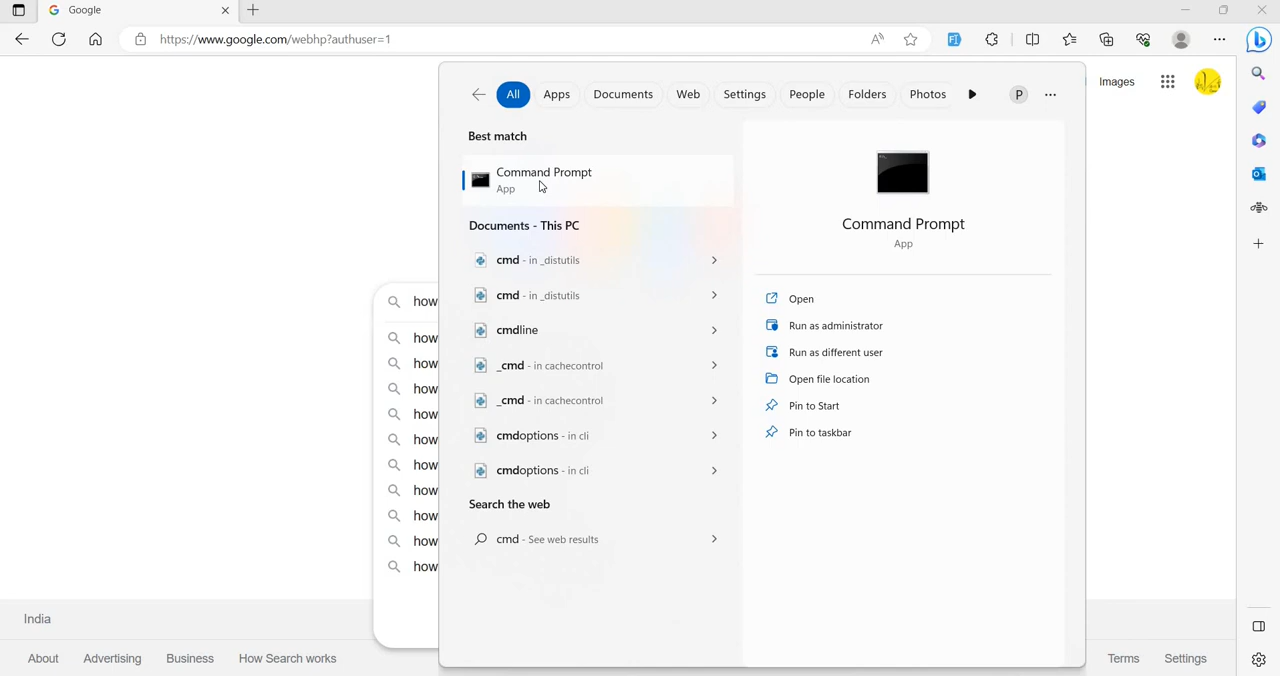 Google
https://www.google.com/webhp?authuser=1
All Apps Documents Web Settings People Folders Photos P
Images
Best match
Command Prompt
App
Documents - This PC
cmd - in _distutils
cmd - in _distutils
cmdline
_cmd - in cachecontrol
_cmd - in cachecontrol
cmdoptions - in cli
cmdoptions - in cli
Search the web
cmd - See web results
Command Prompt
App
Open
Run as administrator
Run as different user
Open file location
Pin to Start
Pin to taskbar
how
how
how
how
how
how
how
how
how
how
how
India
About Advertising Business How Search works
Terms Settings